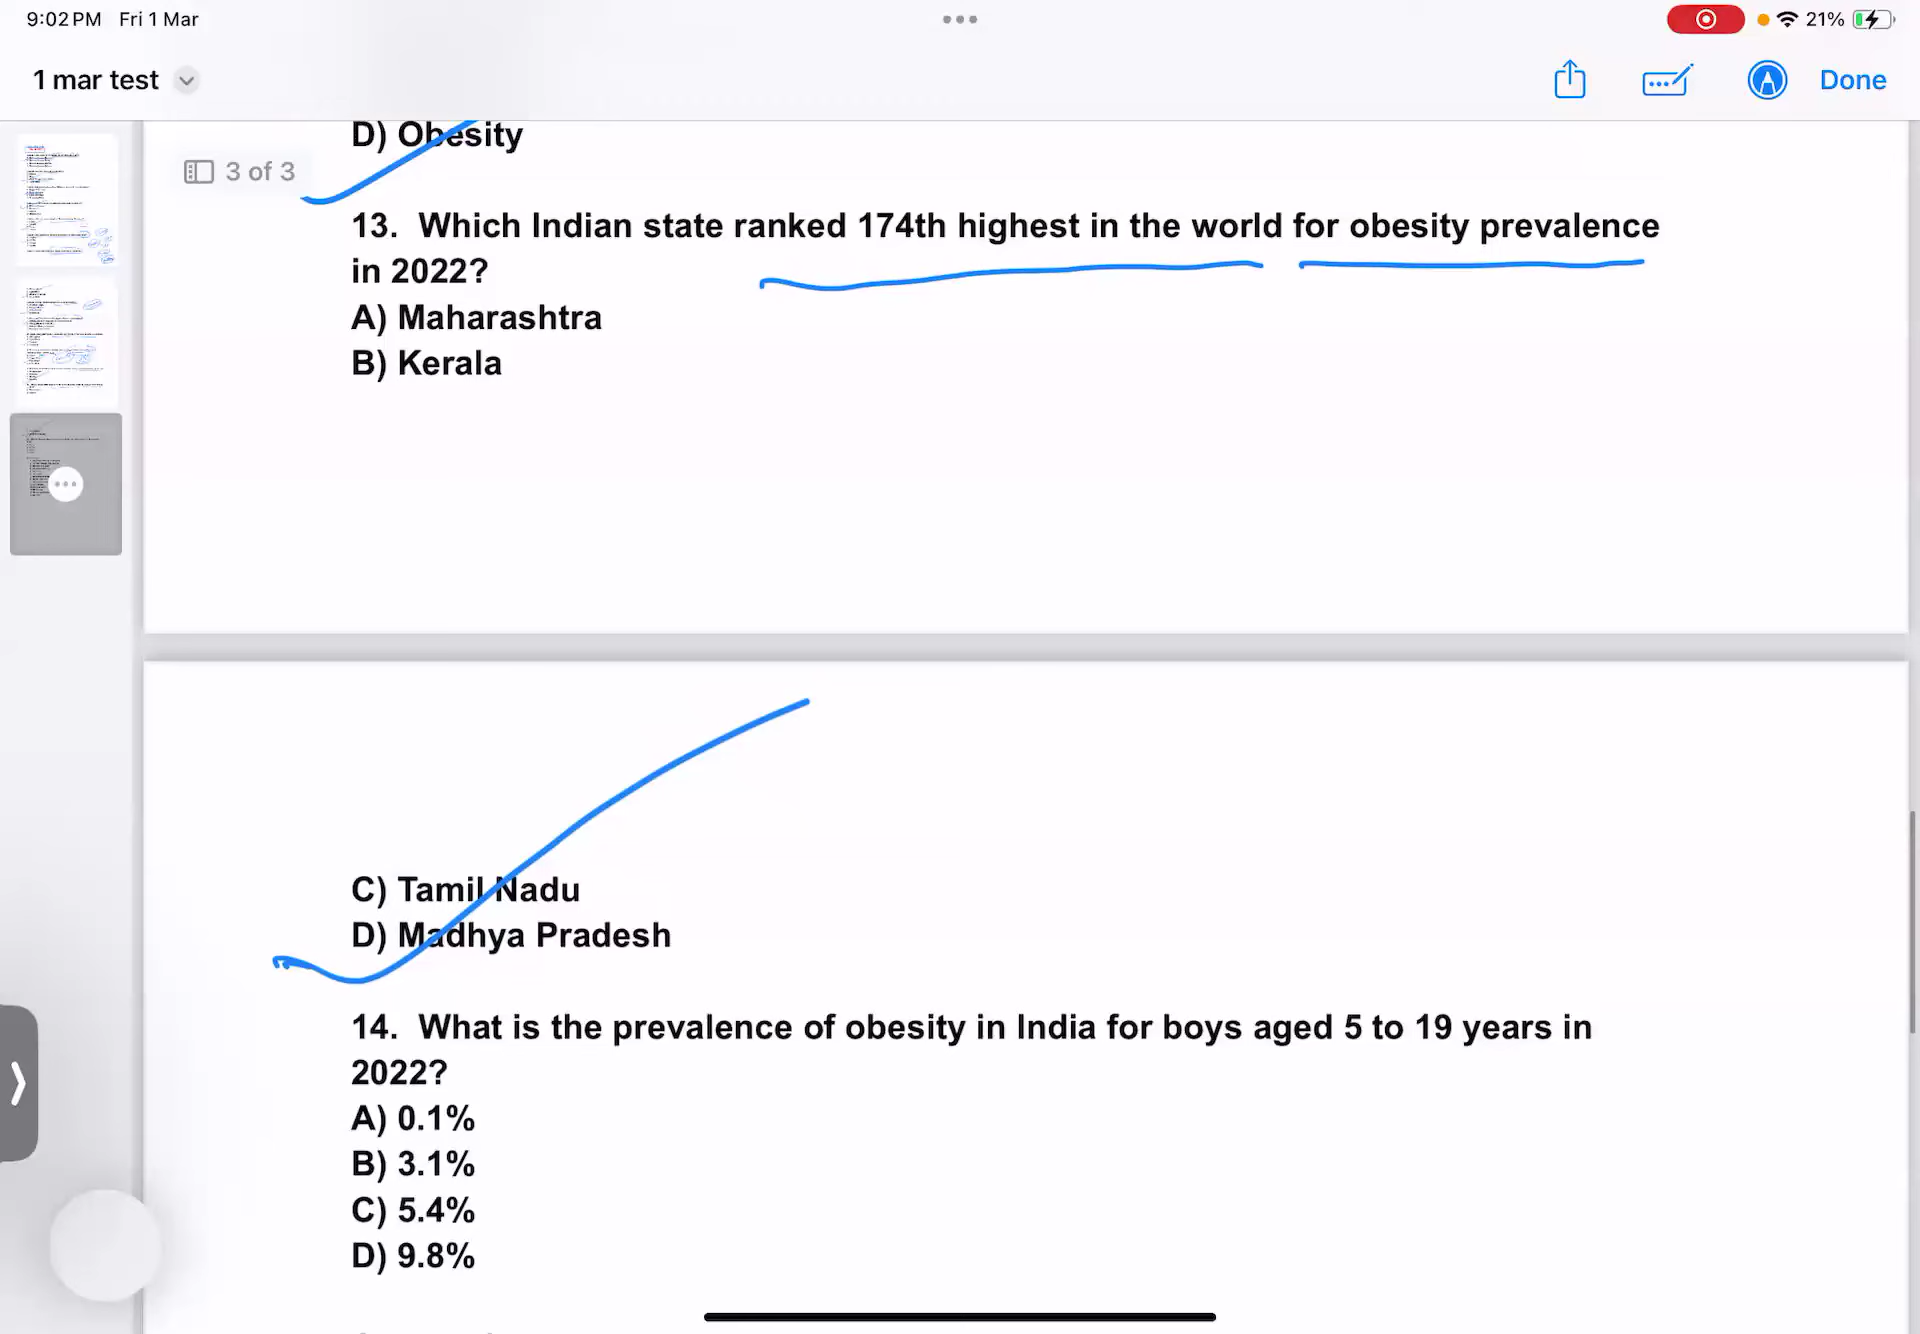 9:02 PM Fri 1 Mar
21%
1 mar test
Done
D) Obesity
3 of 3
13. Which Indian state ranked 174th highest in the world for obesity prevalence
in 2022?
A) Maharashtra
B) Kerala
C) Tamil Nadu
D) Madhya Pradesh
14. What is the prevalence of obesity in India for boys aged 5 to 19 years in
2022?
A) 0.1%
B) 3.1%
C) 5.4%
D) 9.8%